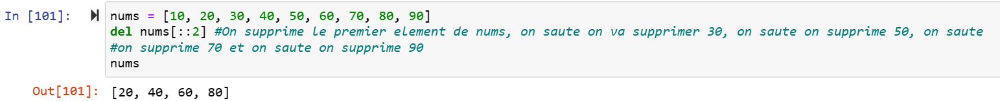 In [101]: nums = [10, 20, 30, 40, 50, 60, 70, 80, 90]
del nums[::2] #On supprime le premier element de nums, on saute on va supprimer 30, on saute on supprime 50, on saute
#on supprime 70 et on saute on supprime 90
nums
Out[101]: [20, 40, 60, 80]